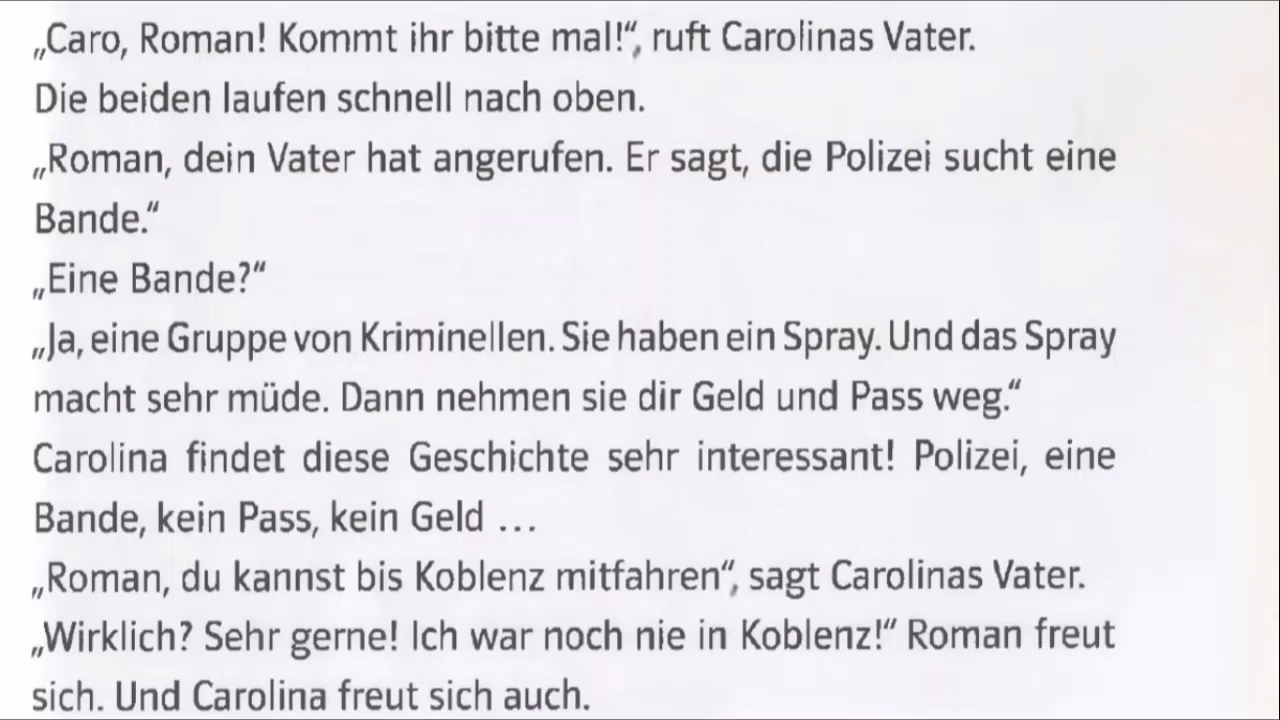 „Caro, Roman! Kommt ihr bitte mal!“, ruft Carolinas Vater.
Die beiden laufen schnell nach oben.
„Roman, dein Vater hat angerufen. Er sagt, die Polizei sucht eine
Bande.“
„Eine Bande?“
„Ja, eine Gruppe von Kriminellen. Sie haben ein Spray. Und das Spray
macht sehr müde. Dann nehmen sie dir Geld und Pass weg.“
Carolina findet diese Geschichte sehr interessant! Polizei, eine
Bande, kein Pass, kein Geld ...
„Roman, du kannst bis Koblenz mitfahren“, sagt Carolinas Vater.
„Wirklich? Sehr gerne! Ich war noch nie in Koblenz!“ Roman freut
sich. Und Carolina freut sich auch.